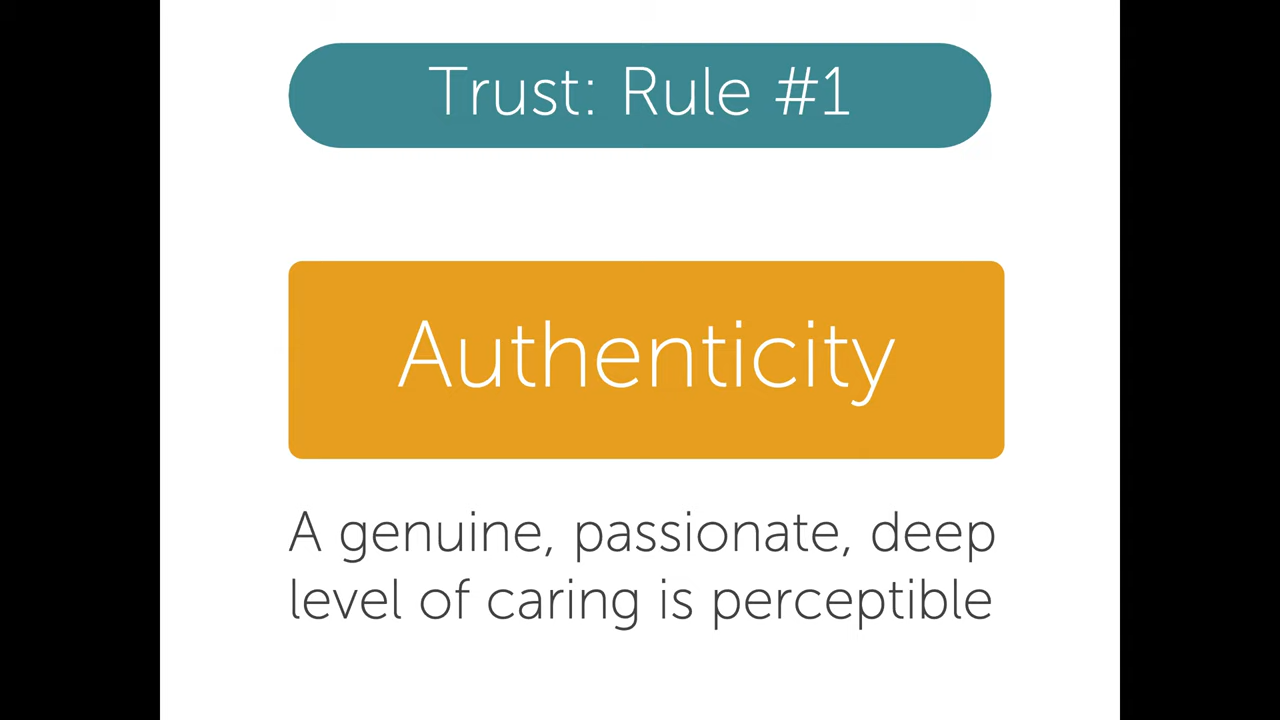 Trust: Rule #1
Authenticity
A genuine, passionate, deep
level of caring is perceptible